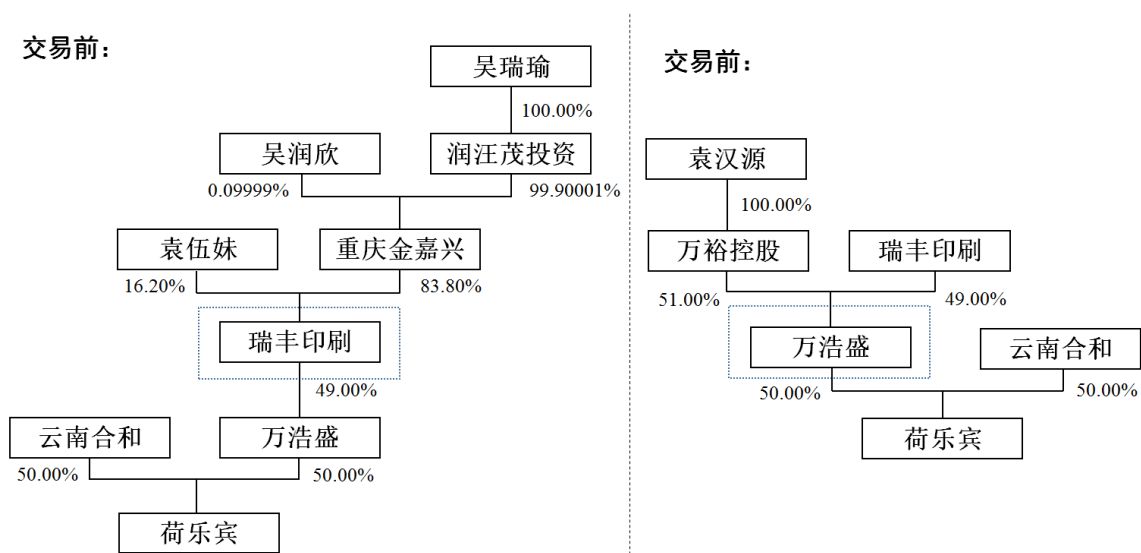 交易前：
吴瑞瑜
100.00%
吴润欣
润汪茂投资
0.09999%
99.90001%
袁伍妹
重庆金嘉兴
16.20%
83.80%
瑞丰印刷
49.00%
云南合和
万浩盛
50.00%
50.00%
荷乐宾
交易前：
袁汉源
100.00%
万裕控股
瑞丰印刷
51.00%
49.00%
万浩盛
云南合和
50.00%
50.00%
荷乐宾